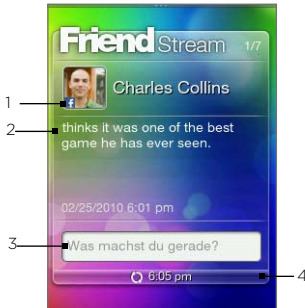 Friend Stream 1/7
1
Charles Collins
2
thinks it was one of the best
game he has ever seen.
02/25/2010 6:01 pm
3
Was machst du gerade?
6:05 pm
4